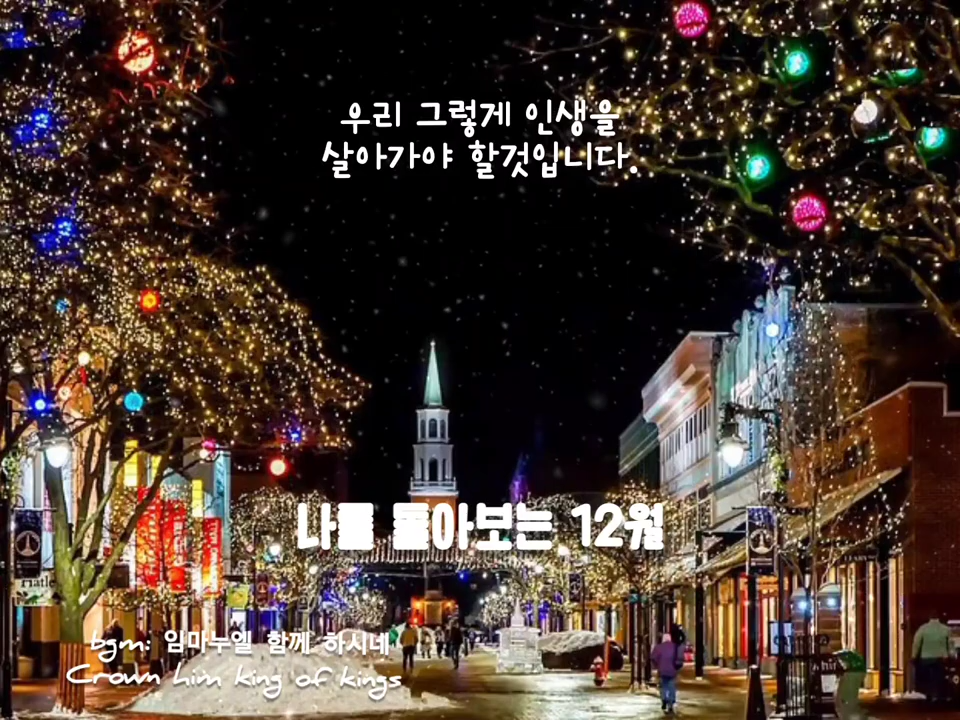 우리 그렇게 인생을
살아가야 할것입니다.
나를 돌아보는 12월
bgm: 임마누엘 함께 하시네
Crown him king of kings